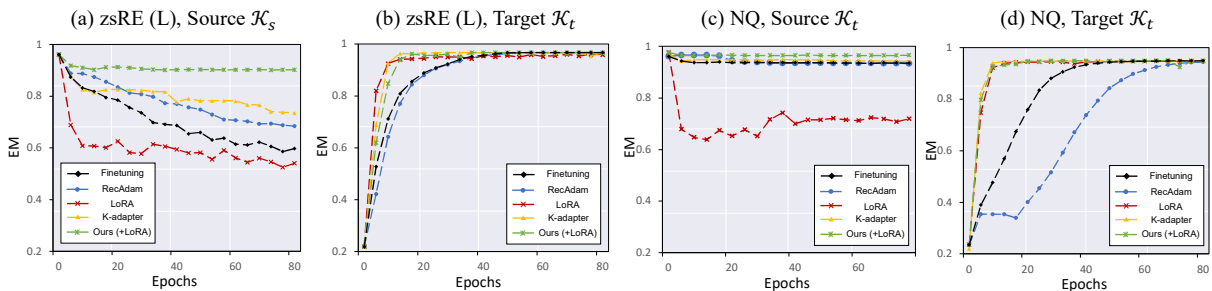 (a) zsRE (L), Source 𝒦s
EM
1
0.8
0.6
0.4
0.2
0 20 40 60 80
Epochs
Finetuning
RecAdam
LoRA
K-adapter
Ours (+LoRA)
(b) zsRE (L), Target 𝒦t
EM
1
0.8
0.6
0.4
0.2
0 20 40 60 80
Epochs
Finetuning
RecAdam
LoRA
K-adapter
Ours (+LoRA)
(c) NQ, Source 𝒦t
EM
1
0.8
0.6
0.4
0.2
0 20 40 60 80
Epochs
Finetuning
RecAdam
LoRA
K-adapter
Ours (+LoRA)
(d) NQ, Target 𝒦t
EM
1
0.8
0.6
0.4
0.2
0 20 40 60 80
Epochs
Finetuning
RecAdam
LoRA
K-adapter
Ours (+LoRA)